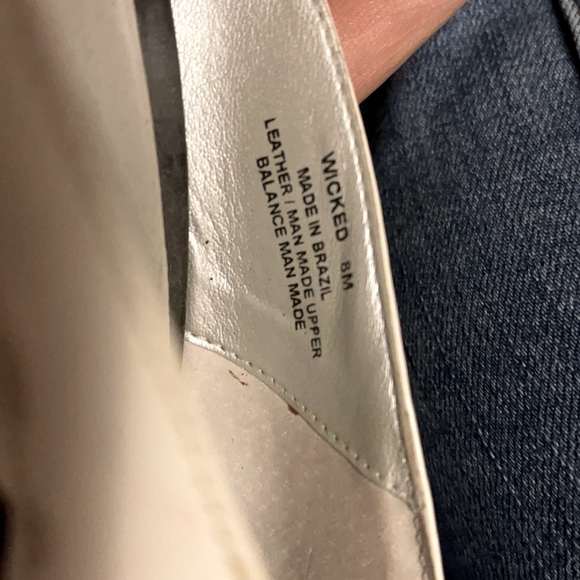 WICKED 8M
MADE IN BRAZIL
LEATHER / MAN MADE UPPER
BALANCE MAN MADE